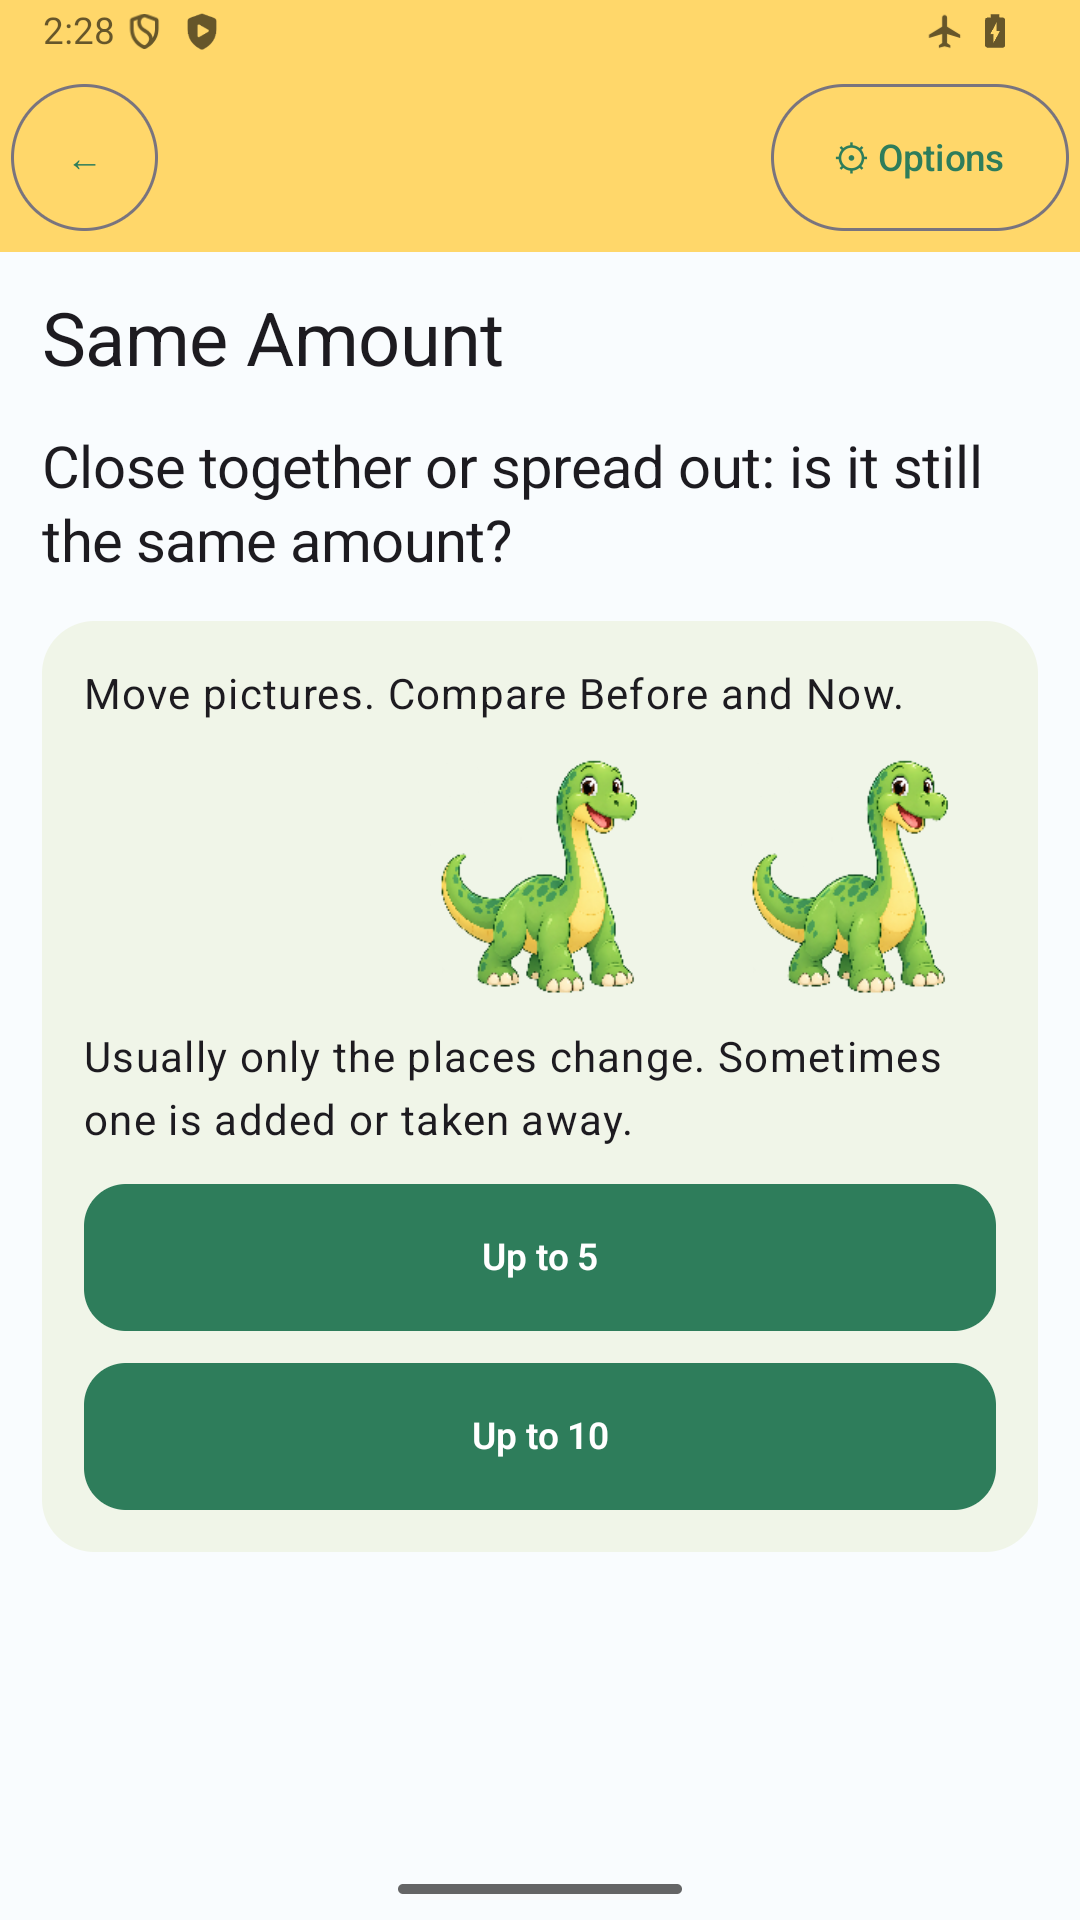 2:28
←
Options
Same Amount
Close together or spread out: is it still
the same amount?
Move pictures. Compare Before and Now.
Usually only the places change. Sometimes
one is added or taken away.
Up to 5
Up to 10